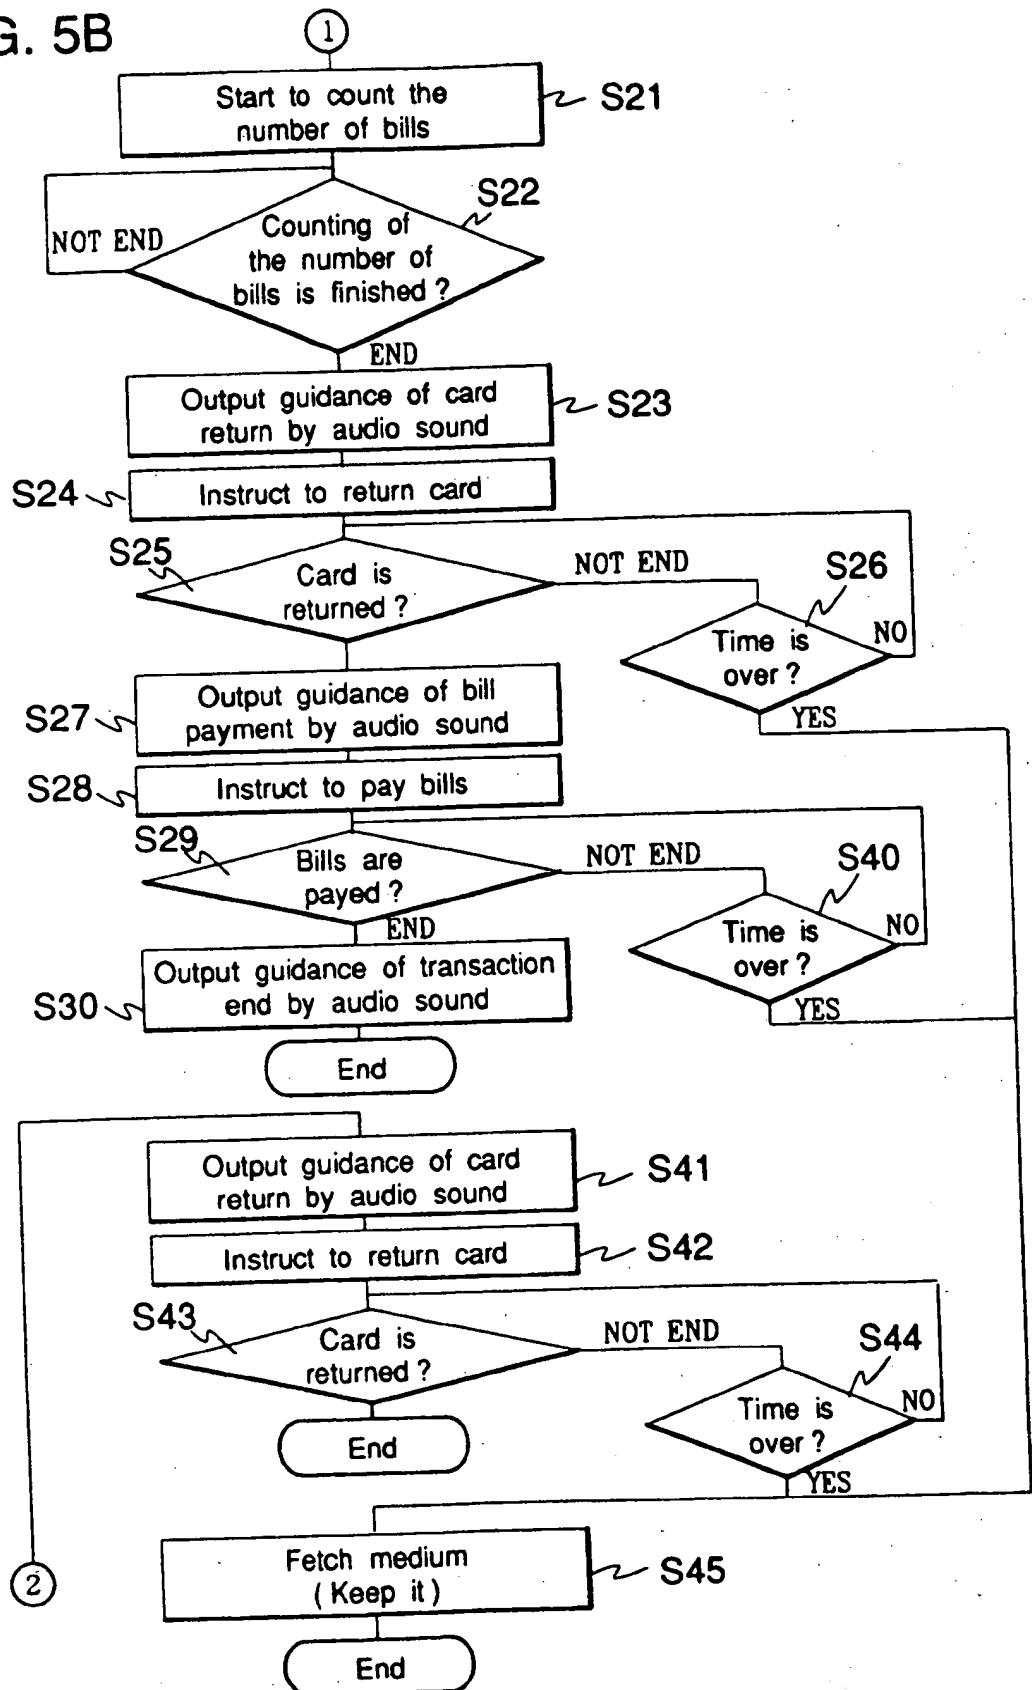 G. 5B
1
Start to count the
number of bills
S21
S22
Counting of
the number of
bills is finished ?
NOT END
END
Output guidance of card
return by audio sound
S23
S24
Instruct to return card
S25
Card is
returned ?
NOT END
S26
Time is
over ?
NO
YES
S27
Output guidance of bill
payment by audio sound
S28
Instruct to pay bills
S29
Bills are
payed ?
NOT END
S40
Time is
over ?
NO
YES
END
S30
Output guidance of transaction
end by audio sound
End
Output guidance of card
return by audio sound
S41
Instruct to return card
S42
S43
Card is
returned ?
NOT END
S44
Time is
over ?
NO
YES
End
2
Fetch medium
( Keep it )
S45
End